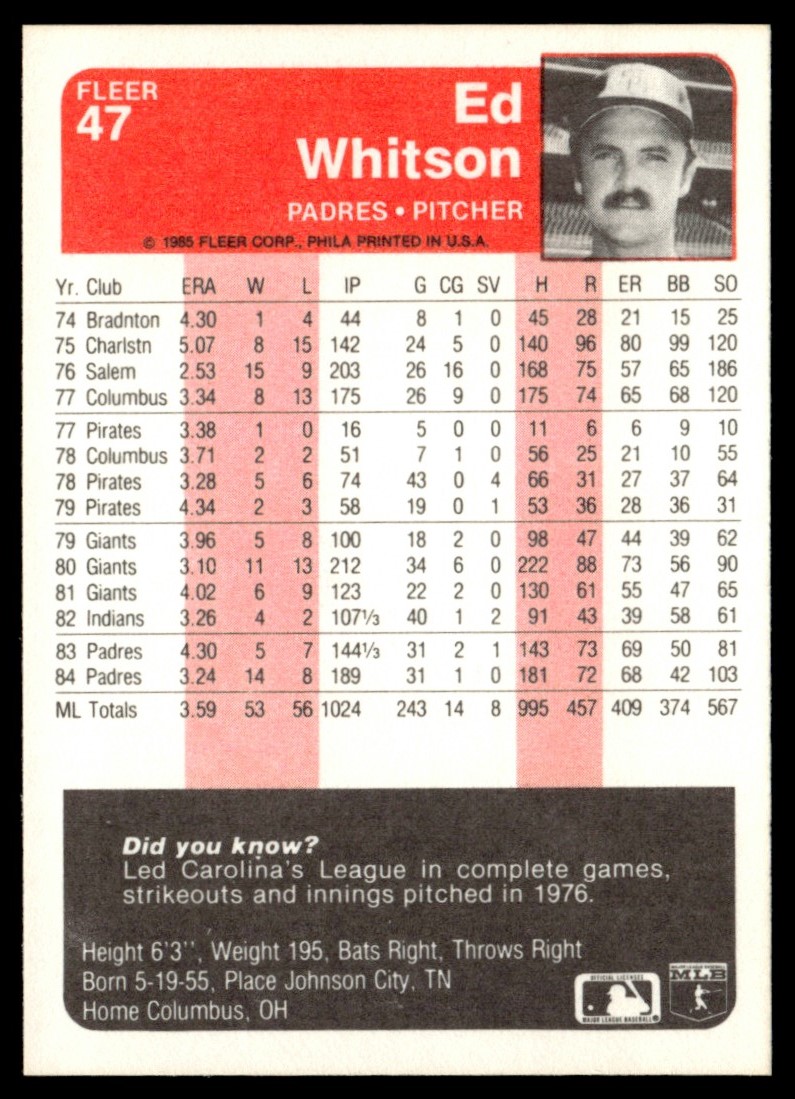 FLEER
47
Ed
Whitson
PADRES • PITCHER
© 1985 FLEER CORP., PHILA PRINTED IN U.S.A.
Yr. Club ERA W L IP G CG SV H R ER BB SO
74 Bradnton 4.30 1 4 44 8 1 0 45 28 21 15 25
75 Charlstn 5.07 8 15 142 24 5 0 140 96 80 99 120
76 Salem 2.53 15 9 203 26 16 0 168 75 57 65 186
77 Columbus 3.34 8 13 175 26 9 0 175 74 65 68 120
77 Pirates 3.38 1 0 16 5 0 0 11 6 6 9 10
78 Columbus 3.71 2 2 51 7 1 0 56 25 21 10 55
78 Pirates 3.28 5 6 74 43 0 4 66 31 27 37 64
79 Pirates 4.34 2 3 58 19 0 1 53 36 28 36 31
79 Giants 3.96 5 8 100 18 2 0 98 47 44 39 62
80 Giants 3.10 11 13 212 34 6 0 222 88 73 56 90
81 Giants 4.02 6 9 123 22 2 0 130 61 55 47 65
82 Indians 3.26 4 2 107⅓ 40 1 2 91 43 39 58 61
83 Padres 4.30 5 7 144⅓ 31 2 1 143 73 69 50 81
84 Padres 3.24 14 8 189 31 1 0 181 72 68 42 103
ML Totals 3.59 53 56 1024 243 14 8 995 457 409 374 567
Did you know?
Led Carolina's League in complete games,
strikeouts and innings pitched in 1976.
Height 6'3'', Weight 195, Bats Right, Throws Right
Born 5-19-55, Place Johnson City, TN
Home Columbus, OH
OFFICIAL LICENSEE
MAJOR LEAGUE BASEBALL
MAJOR LEAGUE BASEBALL
MLB